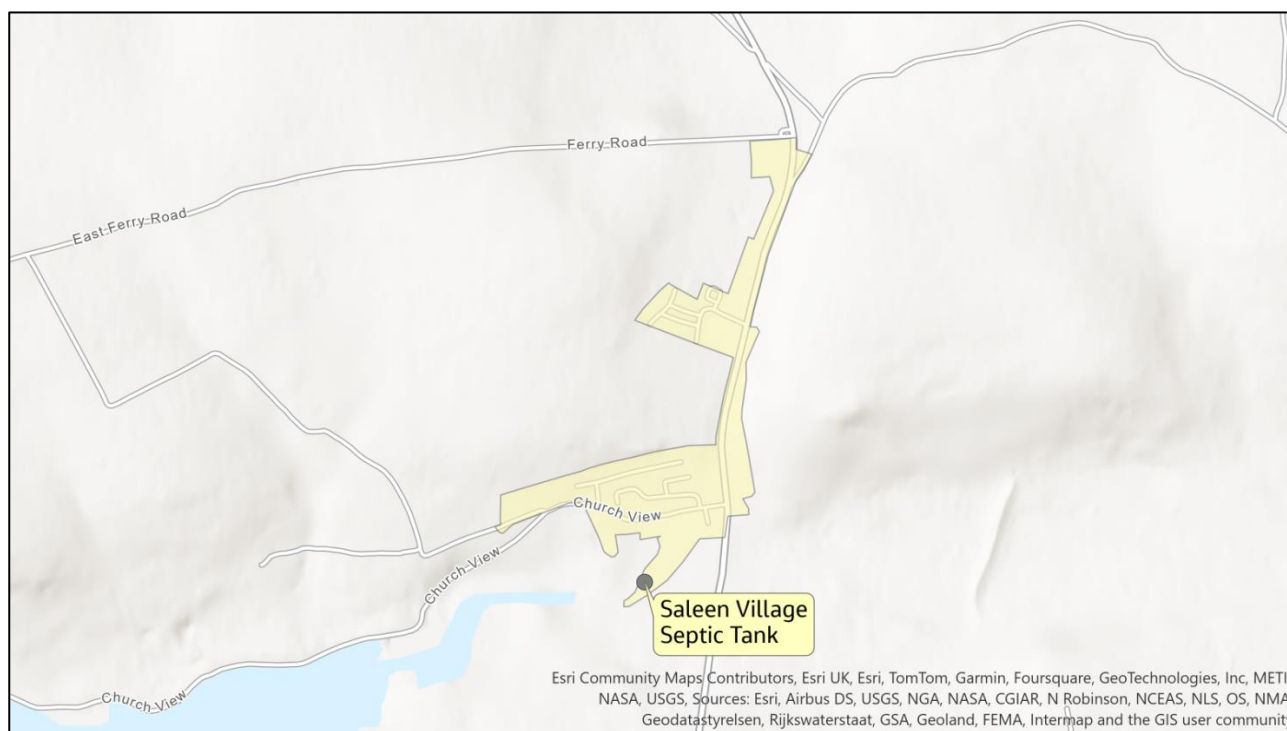 Ferry Road
East Ferry Road
Church View
Church View
Saleen Village
Septic Tank
Church View
Esri Community Maps Contributors, Esri UK, Esri, TomTom, Garmin, Foursquare, GeoTechnologies, Inc, METI
NASA, USGS, Sources: Esri, Airbus DS, USGS, NGA, NASA, CGIAR, N Robinson, NCEAS, NLS, OS, NMA
Geodatastyrelsen, Rijkswaterstaat, GSA, Geoland, FEMA, Intermap and the GIS user community